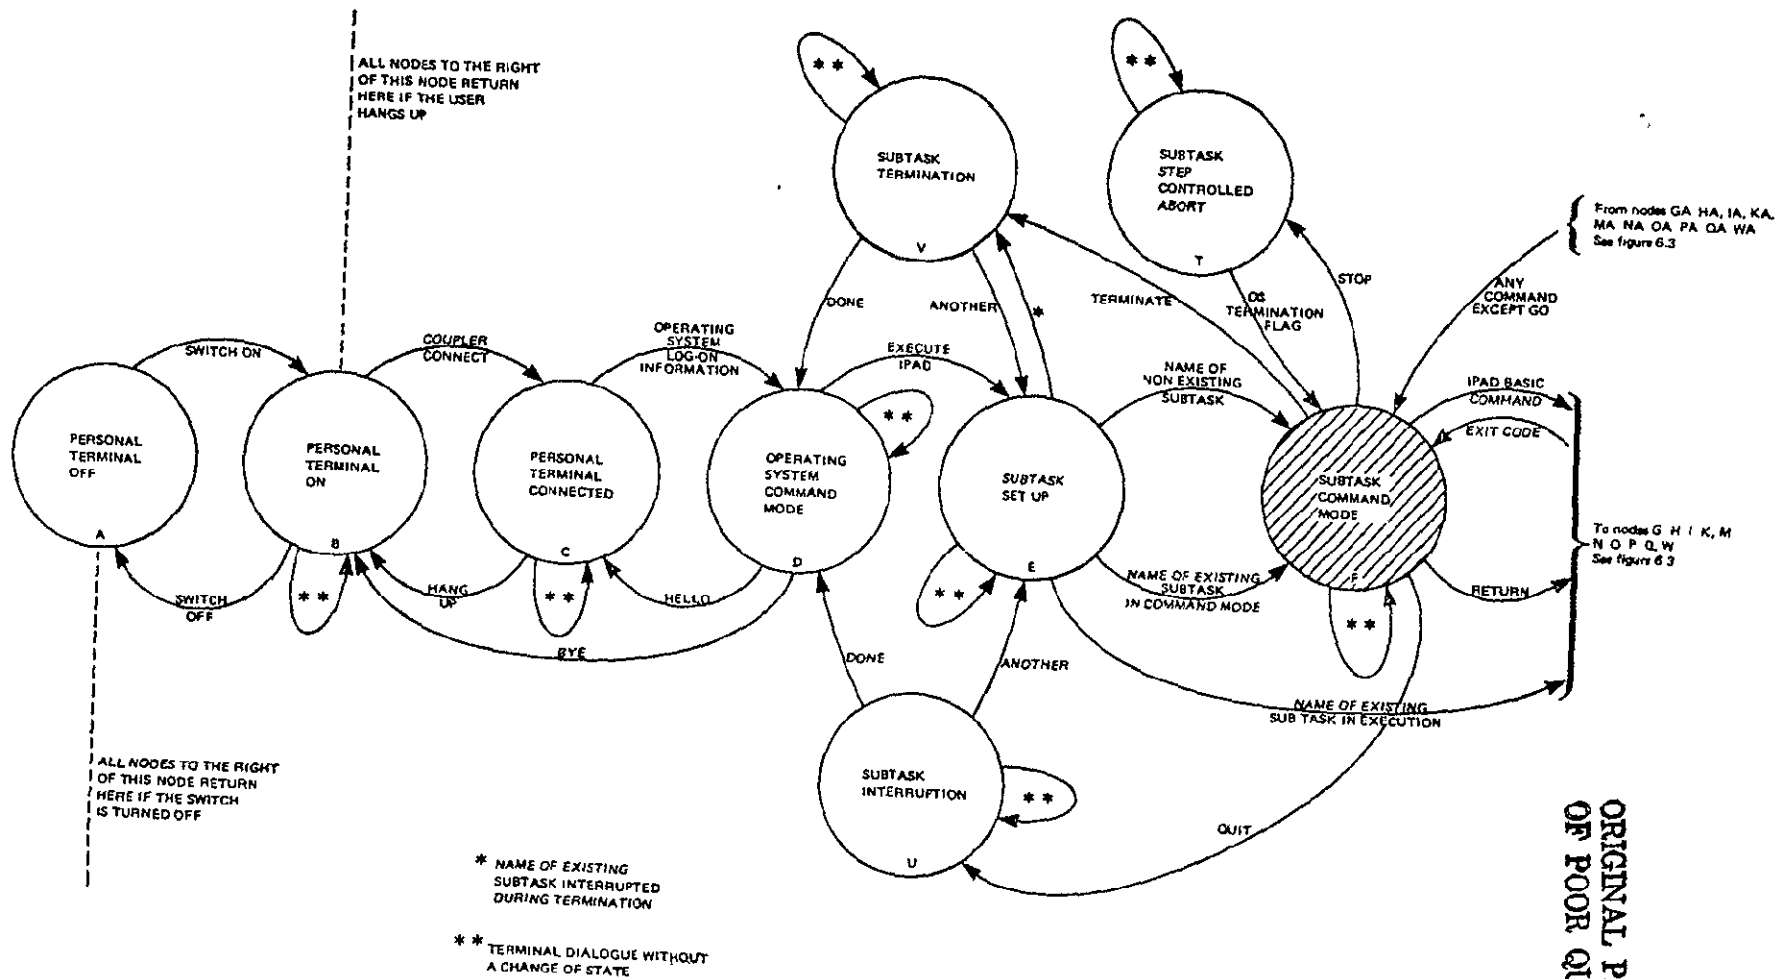 ALL NODES TO THE RIGHT
OF THIS NODE RETURN
HERE IF THE USER
HANGS UP
* *
SUBTASK
TERMINATION
V
* *
SUBTASK
STEP
CONTROLLED
ABORT
T
From nodes GA HA, IA, KA,
MA NA OA PA QA WA
See figure 6.3
ANY
COMMAND
EXCEPT GO
SWITCH ON
COUPLER
CONNECT
OPERATING
SYSTEM
LOG-ON
INFORMATION
DONE
ANOTHER
*
TERMINATE
OS
TERMINATION
FLAG
STOP
EXECUTE
IPAD
NAME OF
NON EXISTING
SUBTASK
IPAD BASIC
COMMAND
EXIT CODE
PERSONAL
TERMINAL
OFF
A
PERSONAL
TERMINAL
ON
B
PERSONAL
TERMINAL
CONNECTED
C
* *
OPERATING
SYSTEM
COMMAND
MODE
D
SUBTASK
SET UP
E
SUBTASK
COMMAND
MODE
F
To nodes G H I K, M
N O P Q, W
See figure 6 3
SWITCH
OFF
* *
HANG
UP
* *
HELLO
BYE
* *
NAME OF EXISTING
SUBTASK
IN COMMAND MODE
* *
RETURN
DONE
ANOTHER
NAME OF EXISTING
SUB TASK IN EXECUTION
ALL NODES TO THE RIGHT
OF THIS NODE RETURN
HERE IF THE SWITCH
IS TURNED OFF
SUBTASK
INTERRUPTION
U
* *
QUIT
* NAME OF EXISTING
SUBTASK INTERRUPTED
DURING TERMINATION
* * TERMINAL DIALOGUE WITHOUT
A CHANGE OF STATE
ORIGINAL
OF POOR